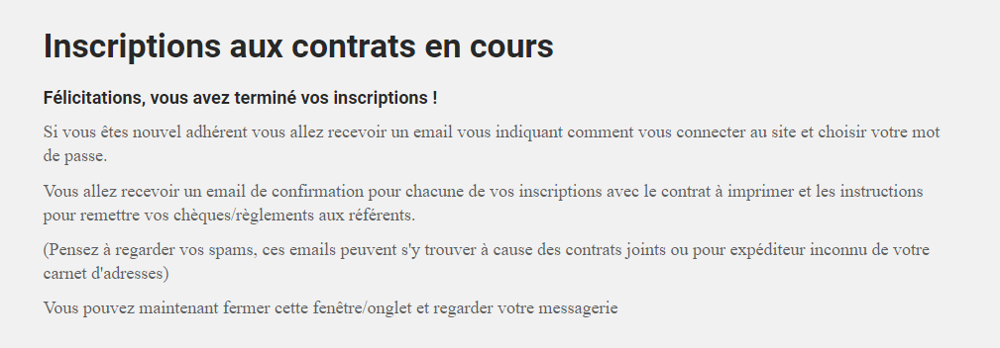 Inscriptions aux contrats en cours
Félicitations, vous avez terminé vos inscriptions !
Si vous êtes nouvel adhérent vous allez recevoir un email vous indiquant comment vous connecter au site et choisir votre mot
de passe.
Vous allez recevoir un email de confirmation pour chacune de vos inscriptions avec le contrat à imprimer et les instructions
pour remettre vos chèques/règlements aux référents.
(Pensez à regarder vos spams, ces emails peuvent s'y trouver à cause des contrats joints ou pour expéditeur inconnu de votre
carnet d'adresses)
Vous pouvez maintenant fermer cette fenêtre/onglet et regarder votre messagerie